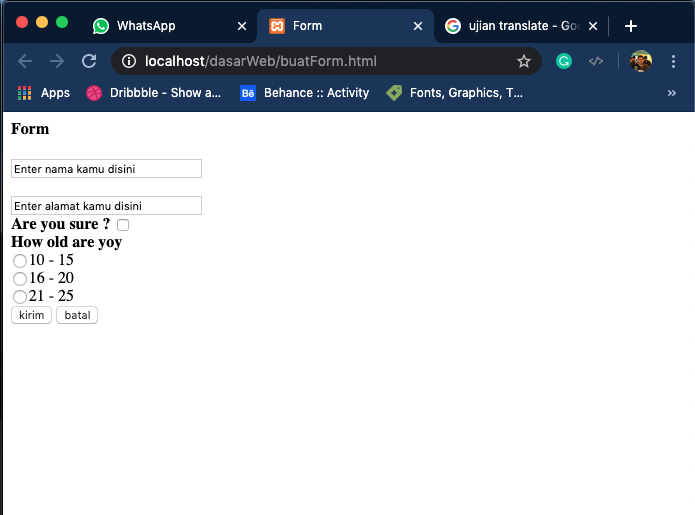 WhatsApp
Form
ujian translate - Go
localhost/dasarWeb/buatForm.html
Apps
Dribbble - Show a...
Bē
Behance :: Activity
Fonts, Graphics, T...
Form
Enter nama kamu disini
Enter alamat kamu disini
Are you sure ?
How old are yoy
10 - 15
16 - 20
21 - 25
kirim batal